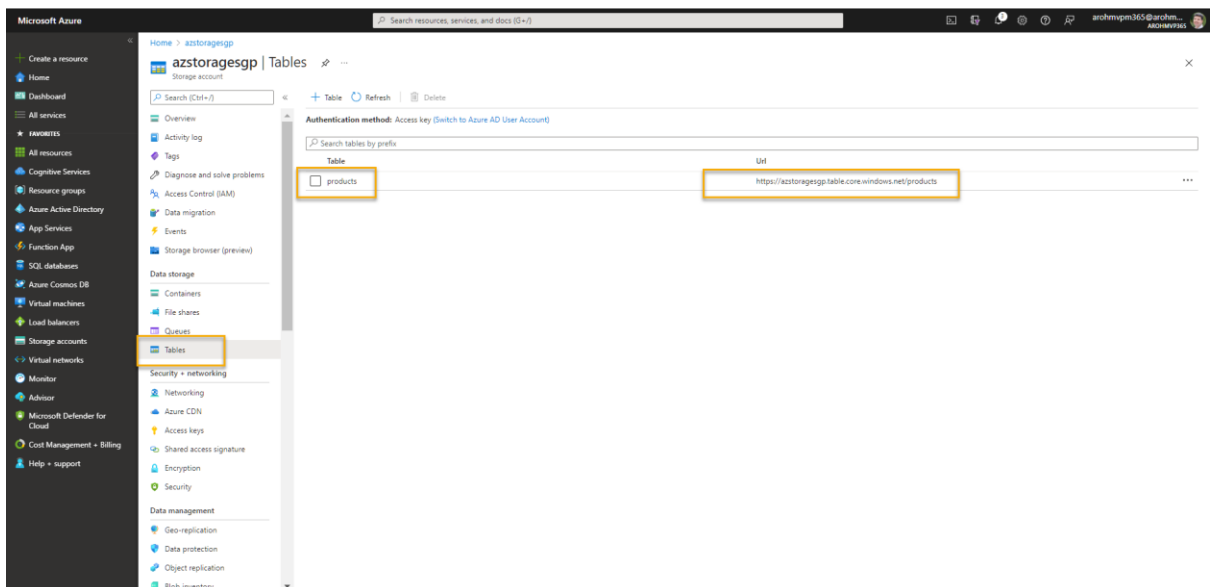 Microsoft Azure
Search resources, services, and docs (G+/)
arohmvpm365@arohm...
AROHMVP365
Create a resource
Home
Dashboard
All services
FAVORITES
All resources
Cognitive Services
Resource groups
Azure Active Directory
App Services
Function App
SQL databases
Azure Cosmos DB
Virtual machines
Load balancers
Storage accounts
Virtual networks
Monitor
Advisor
Microsoft Defender for
Cloud
Cost Management + Billing
Help + support
Home > azstoragesgp
azstoragesgp | Tables
Storage account
Search (Ctrl+/)
Overview
Activity log
Tags
Diagnose and solve problems
Access Control (IAM)
Data migration
Events
Storage browser (preview)
Data storage
Containers
File shares
Queues
Tables
Security + networking
Networking
Azure CDN
Access keys
Shared access signature
Encryption
Security
Data management
Geo-replication
Data protection
Object replication
Blob inventory
Table Refresh Delete
Authentication method: Access key (Switch to Azure AD User Account)
Search tables by prefix
Table Url
products https://azstoragesgp.table.core.windows.net/products